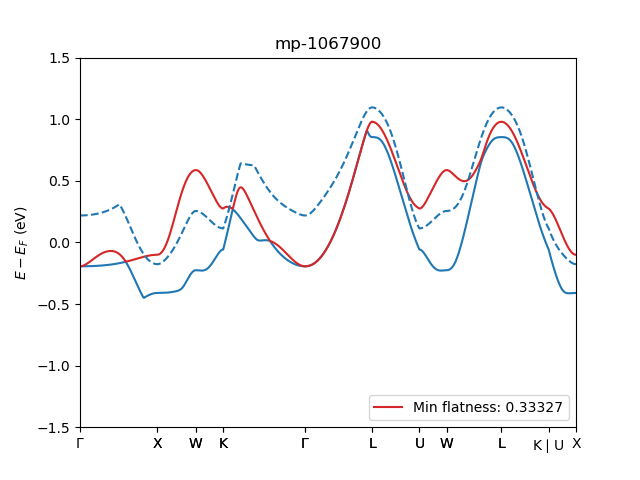 mp-1067900
E − E_F (eV)
1.5
1.0
0.5
0.0
−0.5
−1.0
−1.5
Min flatness: 0.33327
Γ X W K Γ L U W L K | U X